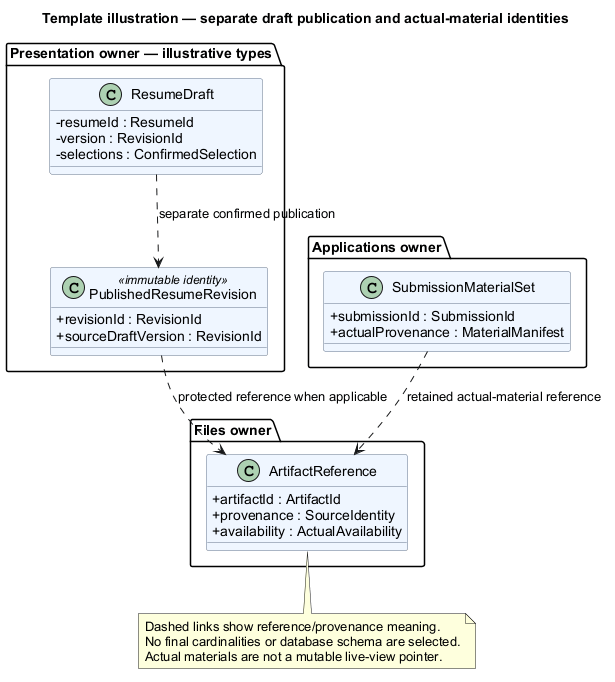 Template illustration — separate draft publication and actual-material identities
Presentation owner — illustrative types
C ResumeDraft
-resumeId : ResumeId
-version : RevisionId
-selections : ConfirmedSelection
separate confirmed publication
Applications owner
«immutable identity»
C PublishedResumeRevision
+revisionId : RevisionId
+sourceDraftVersion : RevisionId
C SubmissionMaterialSet
+submissionId : SubmissionId
+actualProvenance : MaterialManifest
protected reference when applicable
retained actual-material reference
Files owner
C ArtifactReference
+artifactId : ArtifactId
+provenance : SourceIdentity
+availability : ActualAvailability
Dashed links show reference/provenance meaning.
No final cardinalities or database schema are selected.
Actual materials are not a mutable live-view pointer.